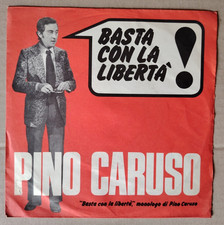 BASTA
CON LA
LIBERTÀ
!
PINO CARUSO
"Basta con la libertà", monologo di Pino Caruso